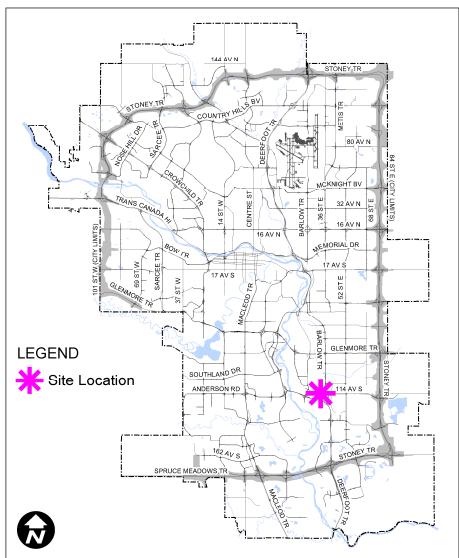 144 AV N
STONEY TR
STONEY TR
COUNTRY HILLS BV
METIS TR
NOSE HILL DR
SARCEE TR
DEERFOOT TR
80 AV N
CROWCHILD TR
MCKNIGHT BV
84 ST E (CITY LIMITS)
TRANS CANADA HI
14 ST W
CENTRE ST
BARLOW TR
36 ST E
32 AV N
68 ST E
16 AV N
16 AV N
101 ST W (CITY LIMITS)
BOW TR
MEMORIAL DR
69 ST W
SARCEE TR
37 ST W
17 AV S
17 AV S
52 ST E
GLENMORE TR
MACLEOD TR
BARLOW TR
GLENMORE TR
LEGEND
SOUTHLAND DR
STONEY TR
Site Location
ANDERSON RD
114 AV S
162 AV S
STONEY TR
SPRUCE MEADOWS TR
MACLEOD TR
DEERFOOT TR
N